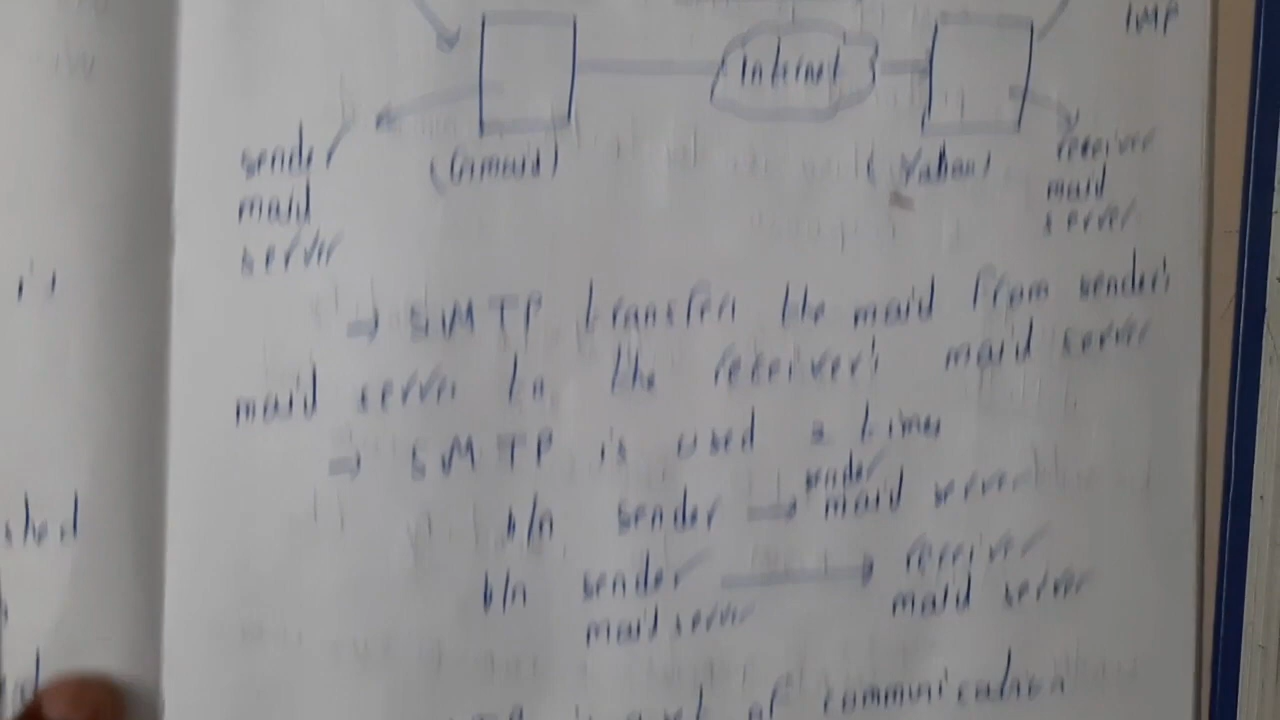 IMP
Internet
(Gmail)
(Yahoo)
sender
mail
server
receiver
mail
server
⇒ SMTP transfer the mail from sender's
mail server to the receiver's mail server
⇒ SMTP is used 2 times
b/n sender → sender mail server
b/n sender mail server → receiver mail server
of communication
shed